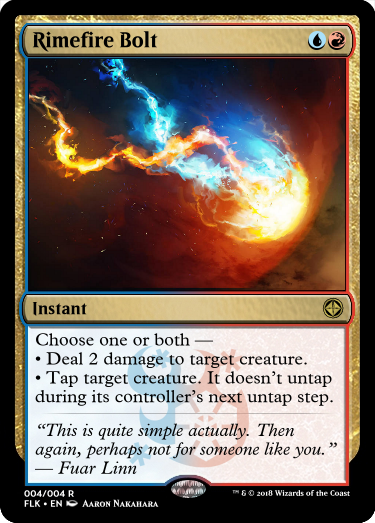 Rimefire Bolt
Instant
Choose one or both —
• Deal 2 damage to target creature.
• Tap target creature. It doesn't untap
during its controller's next untap step.
"This is quite simple actually. Then
again, perhaps not for someone like you."
— Fuar Linn
004/004 R
FLK • EN Aaron Nakahara
™ & © 2018 Wizards of the Coast